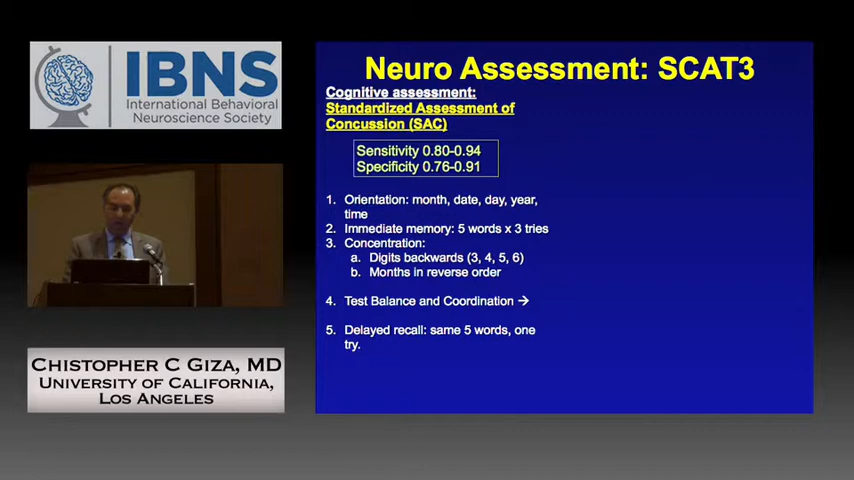 IBNS
International Behavioral
Neuroscience Society
CHISTOPHER C GIZA, MD
UNIVERSITY OF CALIFORNIA,
LOS ANGELES
Neuro Assessment: SCAT3
Cognitive assessment:
Standardized Assessment of
Concussion (SAC)
Sensitivity 0.80-0.94
Specificity 0.76-0.91
1. Orientation: month, date, day, year,
time
2. Immediate memory: 5 words x 3 tries
3. Concentration:
a. Digits backwards (3, 4, 5, 6)
b. Months in reverse order
4. Test Balance and Coordination →
5. Delayed recall: same 5 words, one
try.